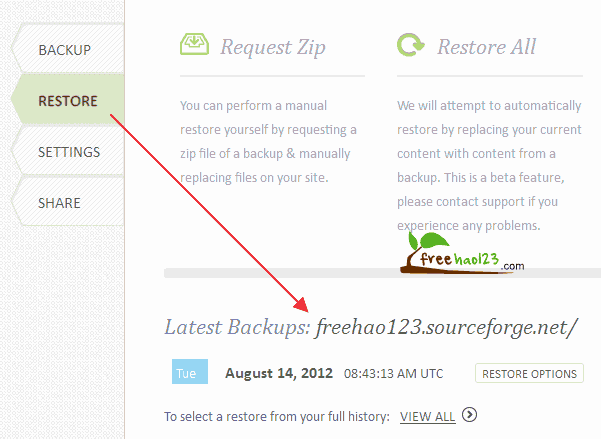 BACKUP
RESTORE
SETTINGS
SHARE
Request Zip
You can perform a manual
restore yourself by requesting a
zip file of a backup & manually
replacing files on your site.
Restore All
We will attempt to automatically
restore by replacing your current
content with content from a
backup. This is a beta feature,
please contact support if you
experience any problems.
freehao123.com
Latest Backups: freehao123.sourceforge.net/
Tue August 14, 2012 08:43:13 AM UTC RESTORE OPTIONS
To select a restore from your full history: VIEW ALL